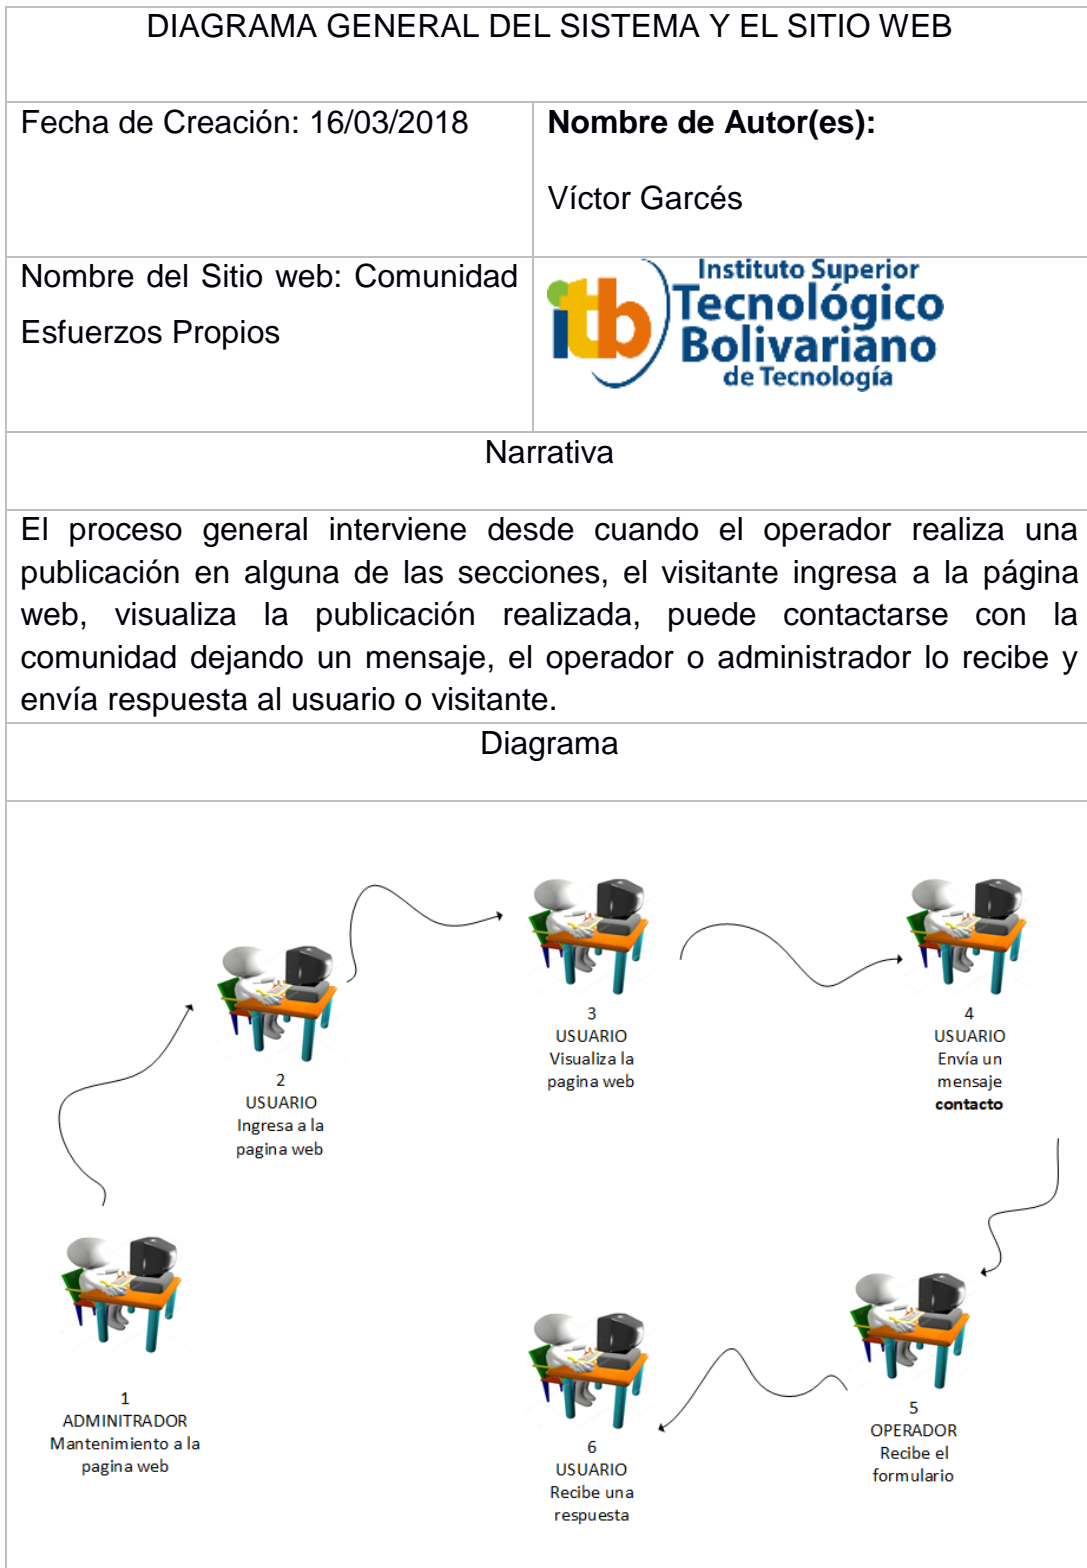 DIAGRAMA GENERAL DEL SISTEMA Y EL SITIO WEB
Fecha de Creación: 16/03/2018
Nombre de Autor(es):
Víctor Garcés
Nombre del Sitio web: Comunidad
Esfuerzos Propios
itb
Instituto Superior
Tecnológico
Bolivariano
de Tecnología
Narrativa
El proceso general interviene desde cuando el operador realiza una
publicación en alguna de las secciones, el visitante ingresa a la página
web, visualiza la publicación realizada, puede contactarse con la
comunidad dejando un mensaje, el operador o administrador lo recibe y
envía respuesta al usuario o visitante.
Diagrama
1
ADMINITRADOR
Mantenimiento a la
pagina web
2
USUARIO
Ingresa a la
pagina web
3
USUARIO
Visualiza la
pagina web
4
USUARIO
Envía un
mensaje
contacto
5
OPERADOR
Recibe el
formulario
6
USUARIO
Recibe una
respuesta